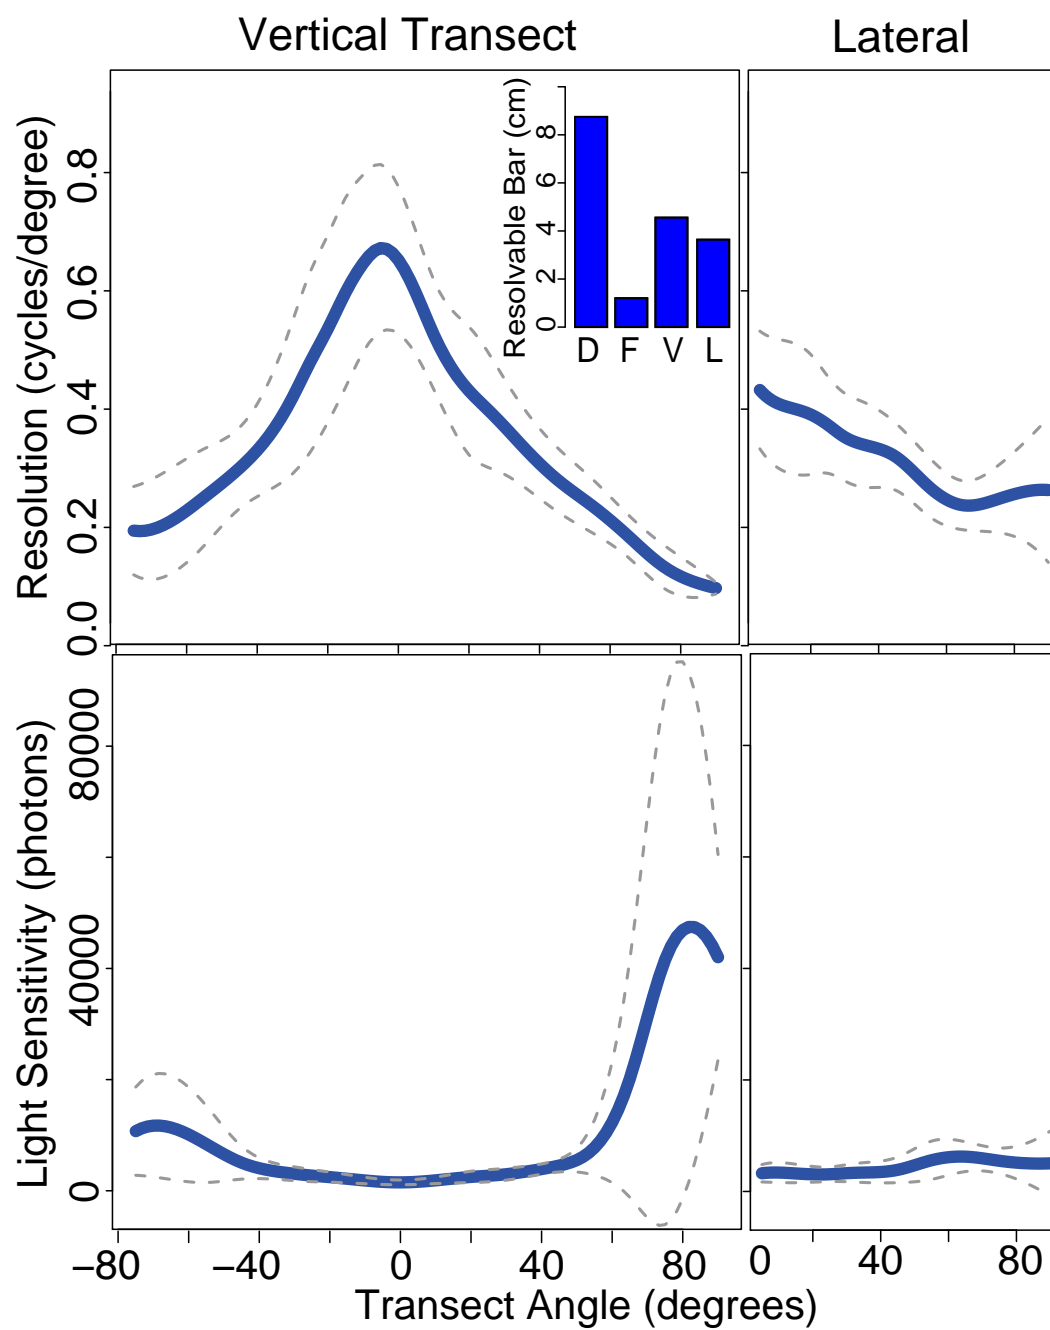 Vertical Transect
Lateral
Resolution (cycles/degree)
0.8
0.6
0.4
0.2
0.0
Resolvable Bar (cm)
8
6
4
2
0
D F V L
Light Sensitivity (photons)
80000
40000
0
−80 −40 0 40 80
0 40 80
Transect Angle (degrees)